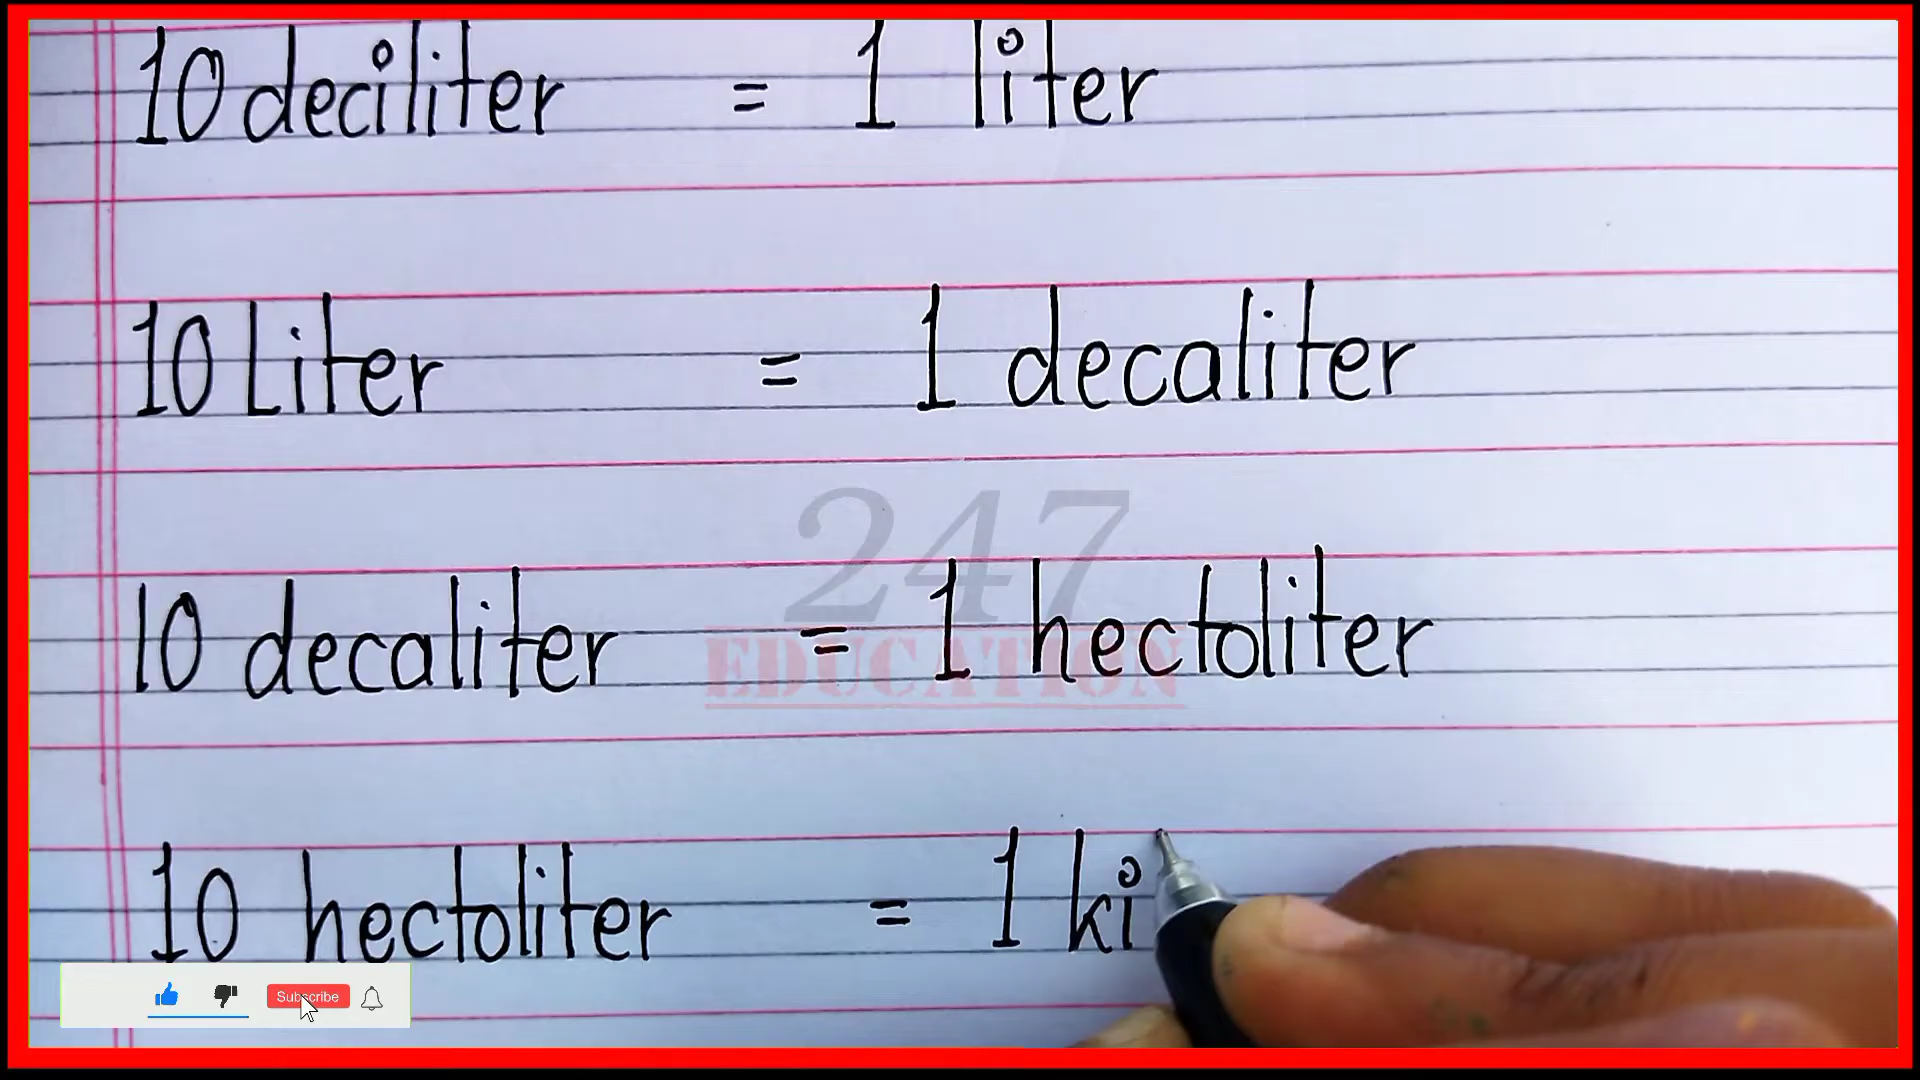 10 deciliter = 1 liter
10 Liter = 1 decaliter
247
10 decaliter = 1 hectoliter
EDUCATION
10 hectoliter = 1 ki
Subscribe